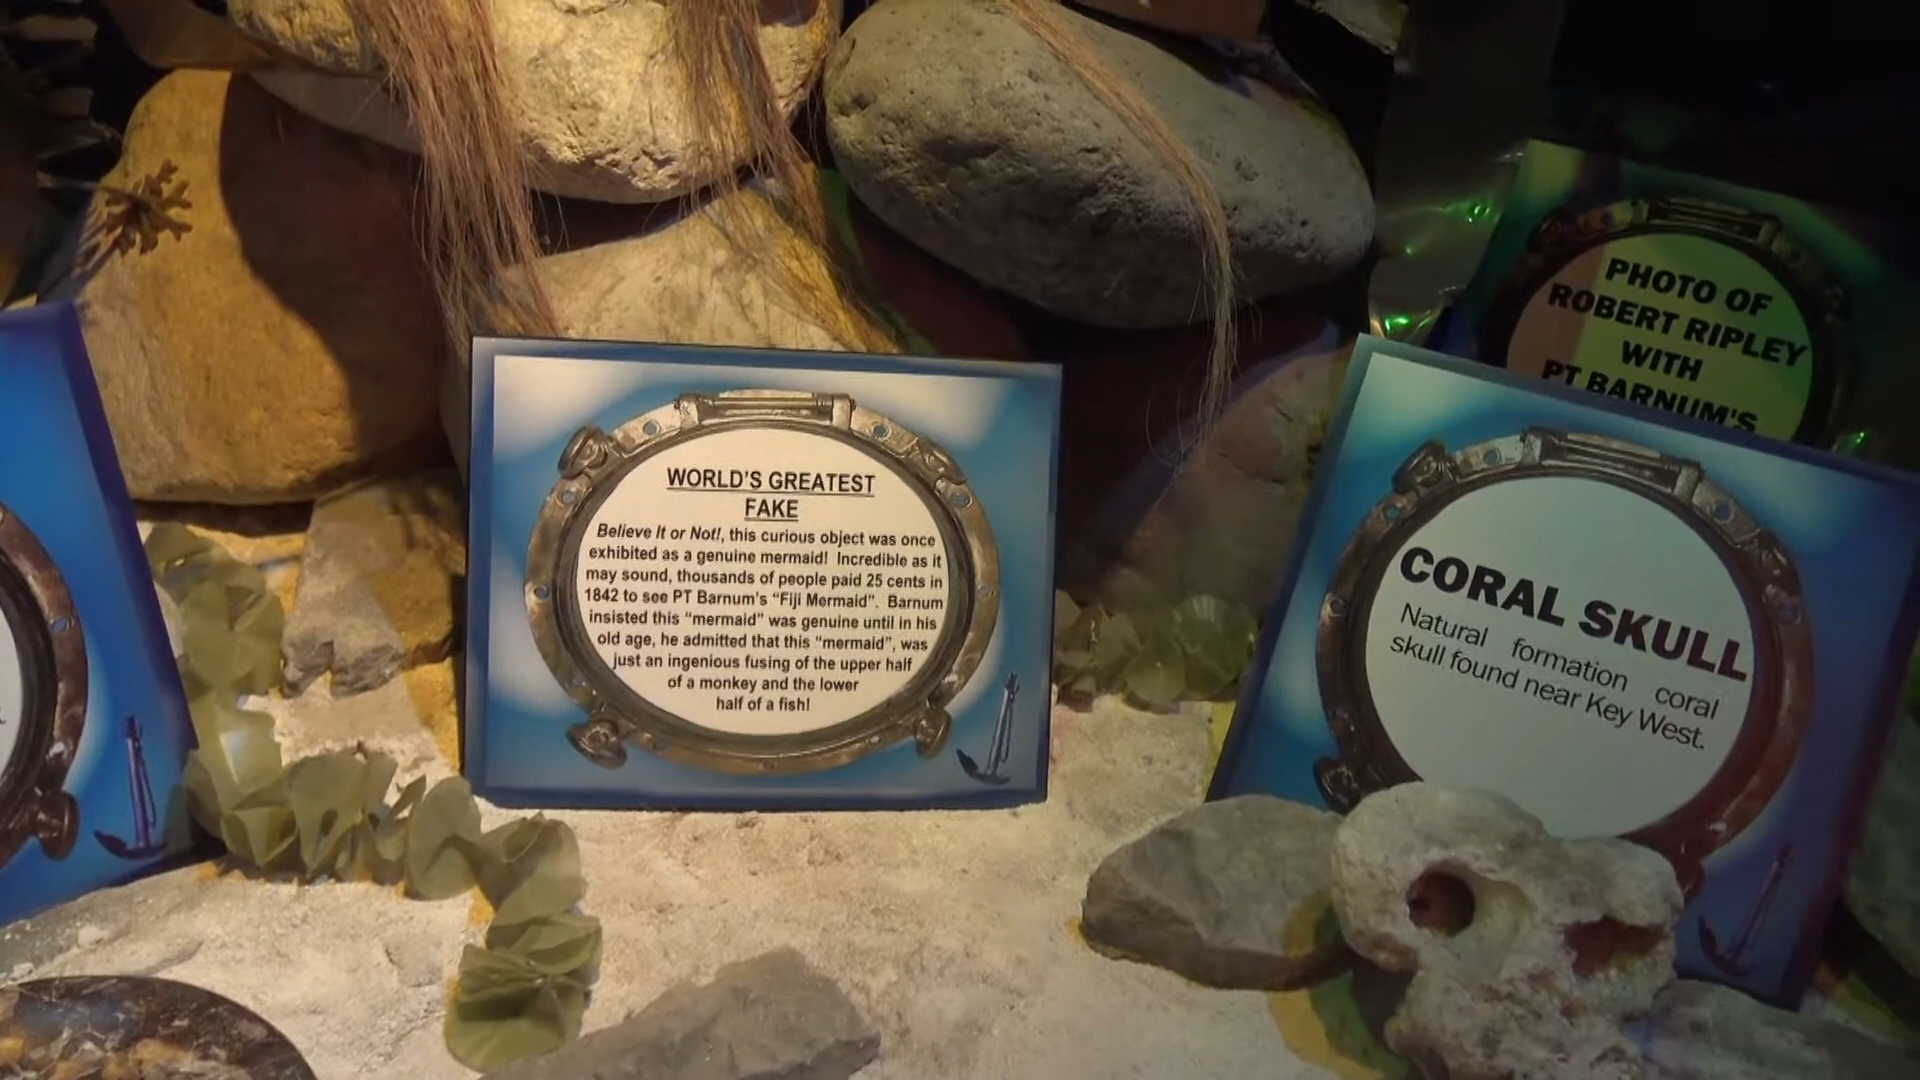 WORLD'S GREATEST
FAKE
Believe It or Not!, this curious object was once
exhibited as a genuine mermaid! Incredible as it
may sound, thousands of people paid 25 cents in
1842 to see PT Barnum's “Fiji Mermaid”. Barnum
insisted this “mermaid” was genuine until in his
old age, he admitted that this “mermaid”, was
just an ingenious fusing of the upper half
of a monkey and the lower
half of a fish!
PHOTO OF
ROBERT RIPLEY
WITH
PT BARNUM'S
CORAL SKULL
Natural formation coral
skull found near Key West.